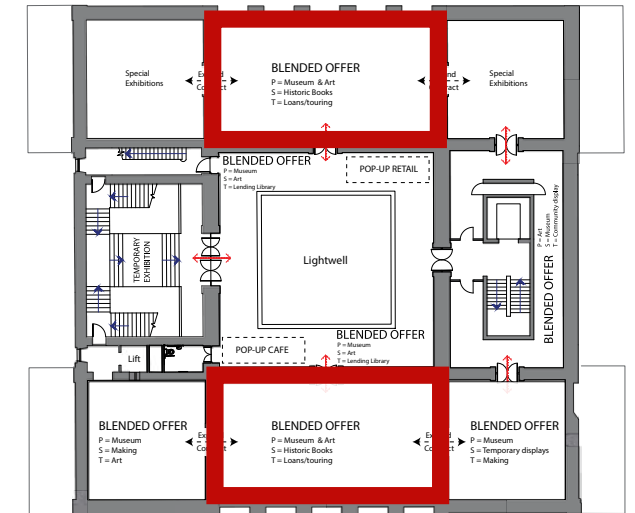 BLENDED OFFER
P = Museum & Art
S = Historic Books
T = Loans/touring
Special
Exhibitions
Special
Exhibitions
BLENDED OFFER
P = Museum
S = Art
T = Lending Library
POP-UP RETAIL
TEMPORARY
EXHIBITION
Lightwell
P = Art
S = Museum
T = Community display
BLENDED OFFER
Lift
POP-UP CAFE
BLENDED OFFER
P = Museum
S = Art
T = Lending Library
BLENDED OFFER
P = Museum
S = Making
T = Art
BLENDED OFFER
P = Museum & Art
S = Historic Books
T = Loans/touring
BLENDED OFFER
P = Museum
S = Temporary displays
T = Making